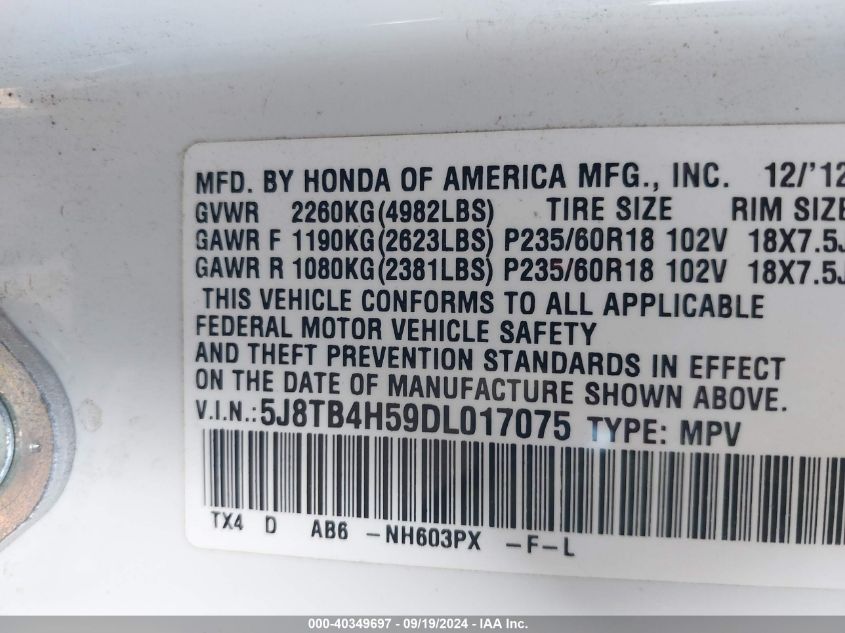 MFD. BY HONDA OF AMERICA MFG., INC. 12/'12
GVWR 2260KG(4982LBS) TIRE SIZE RIM SIZE
GAWR F 1190KG(2623LBS) P235/60R18 102V 18X7.5J
GAWR R 1080KG(2381LBS) P235/60R18 102V 18X7.5J
THIS VEHICLE CONFORMS TO ALL APPLICABLE
FEDERAL MOTOR VEHICLE SAFETY
AND THEFT PREVENTION STANDARDS IN EFFECT
ON THE DATE OF MANUFACTURE SHOWN ABOVE.
V.I.N.:5J8TB4H59DL017075 TYPE: MPV
TX4 D AB6 -NH603PX -F-L
000-40349697 - 09/19/2024 - IAA Inc.